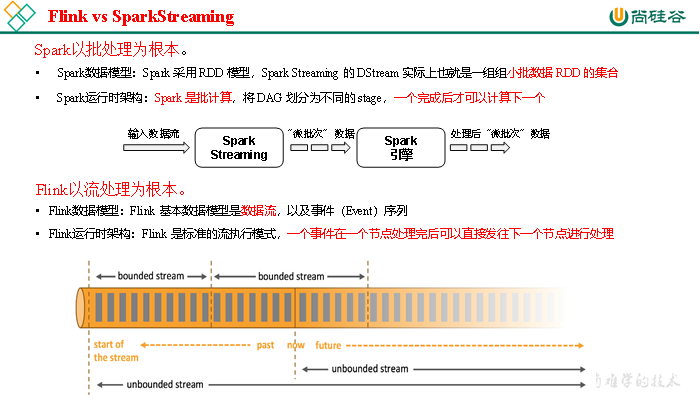 Flink vs SparkStreaming
尚硅谷
Spark以批处理为根本。
• Spark数据模型：Spark 采用 RDD 模型，Spark Streaming 的 DStream 实际上也就是一组组小批数据 RDD 的集合
• Spark运行时架构：Spark 是批计算，将 DAG 划分为不同的 stage，一个完成后才可以计算下一个
输入数据流
Spark
Streaming
“微批次” 数据
Spark
引擎
处理后 “微批次” 数据
Flink以流处理为根本。
• Flink数据模型：Flink 基本数据模型是数据流，以及事件（Event）序列
• Flink运行时架构：Flink 是标准的流执行模式，一个事件在一个节点处理完后可以直接发往下一个节点进行处理
bounded stream
bounded stream
start of
the stream
past
now
future
unbounded stream
unbounded stream
难学的技术